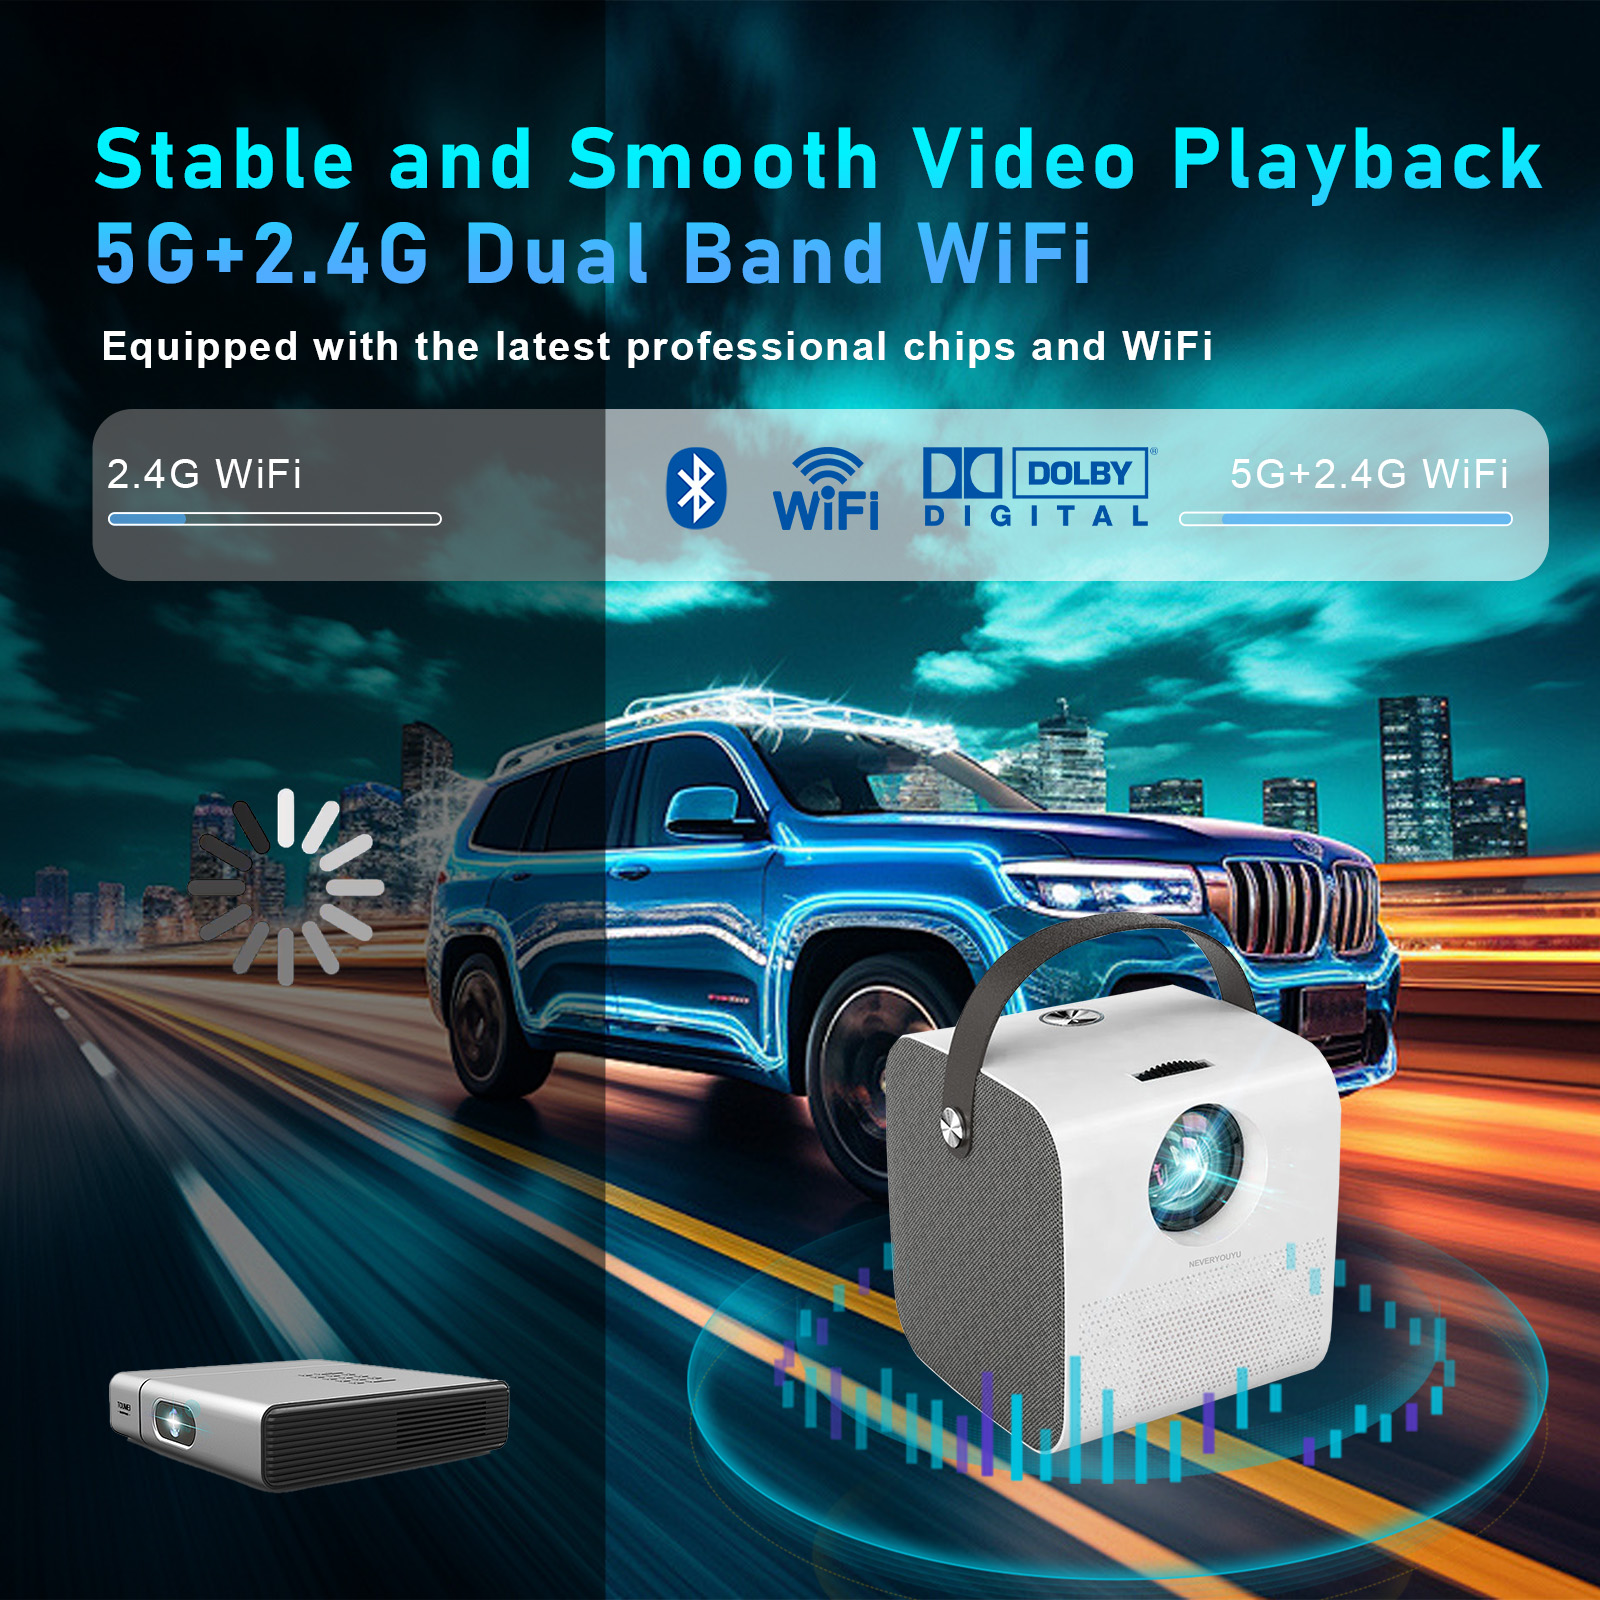 Stable and Smooth Video Playback
5G+2.4G Dual Band WiFi
Equipped with the latest professional chips and WiFi
2.4G WiFi
WiFi
DOLBY®
DIGITAL
5G+2.4G WiFi
NEVERYOUYU